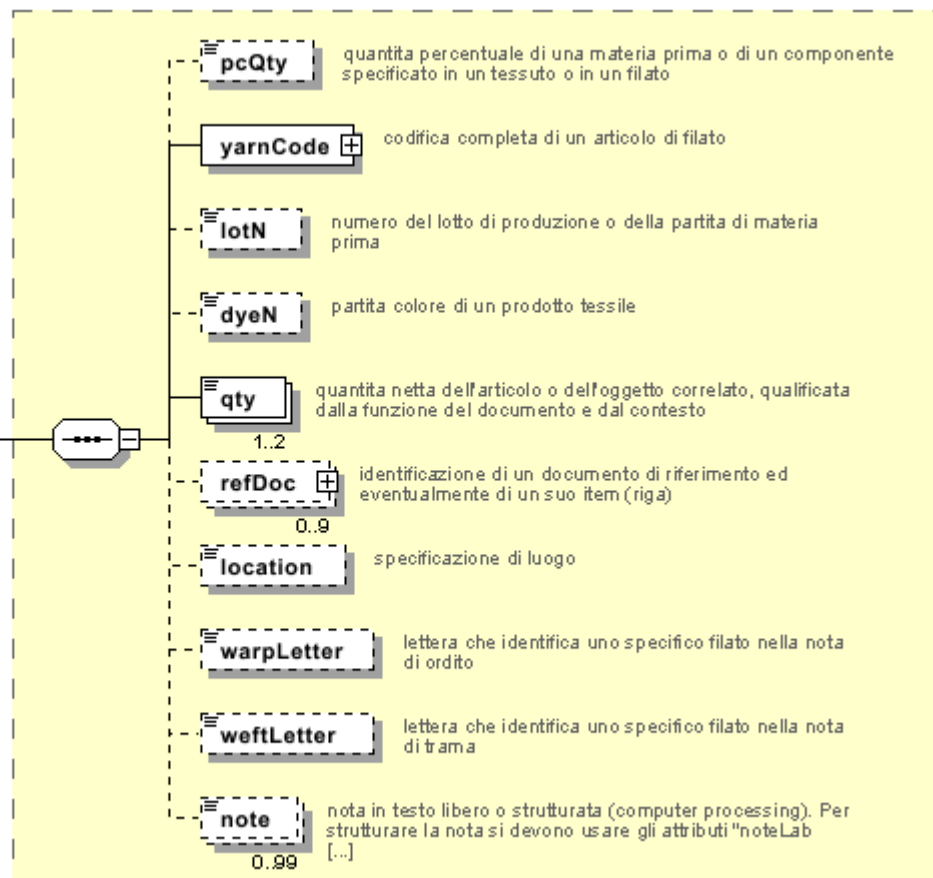 pcQty
quantita percentuale di una materia prima o di un componente
specificato in un tessuto o in un filato
yarnCode
codifica completa di un articolo di filato
lotN
numero del lotto di produzione o della partita di materia
prima
dyeN
partita colore di un prodotto tessile
qty
quantita netta dell'articolo o dell'oggetto correlato, qualificata
dalla funzione del documento e dal contesto
1..2
refDoc
identificazione di un documento di riferimento ed
eventualmente di un suo item (riga)
0..9
location
specificazione di luogo
warpLetter
lettera che identifica uno specifico filato nella nota
di ordito
weftLetter
lettera che identifica uno specifico filato nella nota
di trama
note
nota in testo libero o strutturata (computer processing). Per
strutturare la nota si devono usare gli attributi "noteLab
[...]
0..99